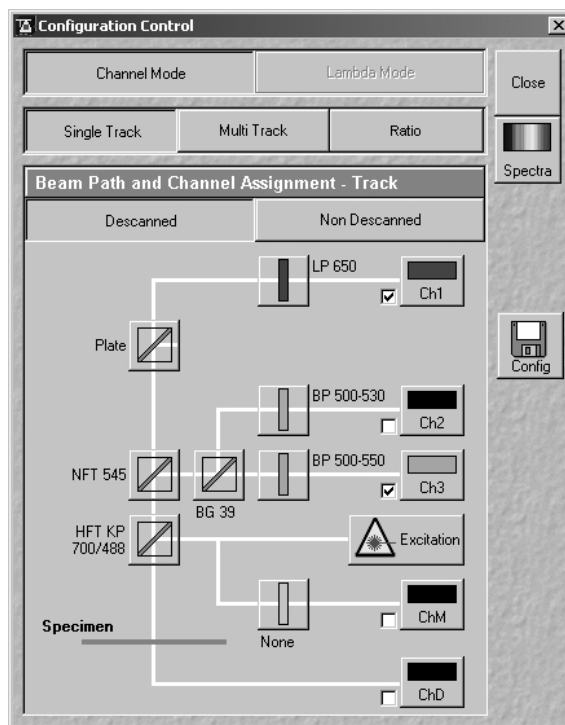 Configuration Control
Channel Mode
Lambda Mode
Close
Single Track
Multi Track
Ratio
Spectra
Beam Path and Channel Assignment - Track
Descanned
Non Descanned
LP 650
Ch1
Plate
Config
BP 500-530
Ch2
NFT 545
BP 500-550
BG 39
Ch3
HFT KP
700/488
Excitation
Specimen
None
ChM
ChD